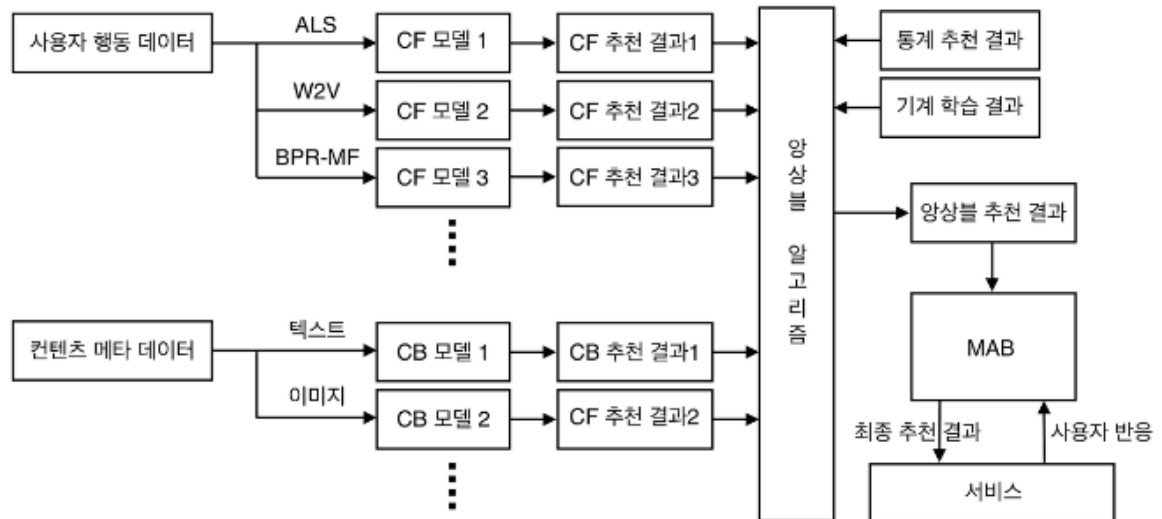 사용자 행동 데이터
ALS
CF 모델 1
CF 추천 결과1
통계 추천 결과
W2V
CF 모델 2
CF 추천 결과2
기계 학습 결과
BPR-MF
CF 모델 3
CF 추천 결과3
앙상블 알고리즘
앙상블 추천 결과
컨텐츠 메타 데이터
텍스트
CB 모델 1
CB 추천 결과1
MAB
이미지
CB 모델 2
CF 추천 결과2
최종 추천 결과
사용자 반응
서비스